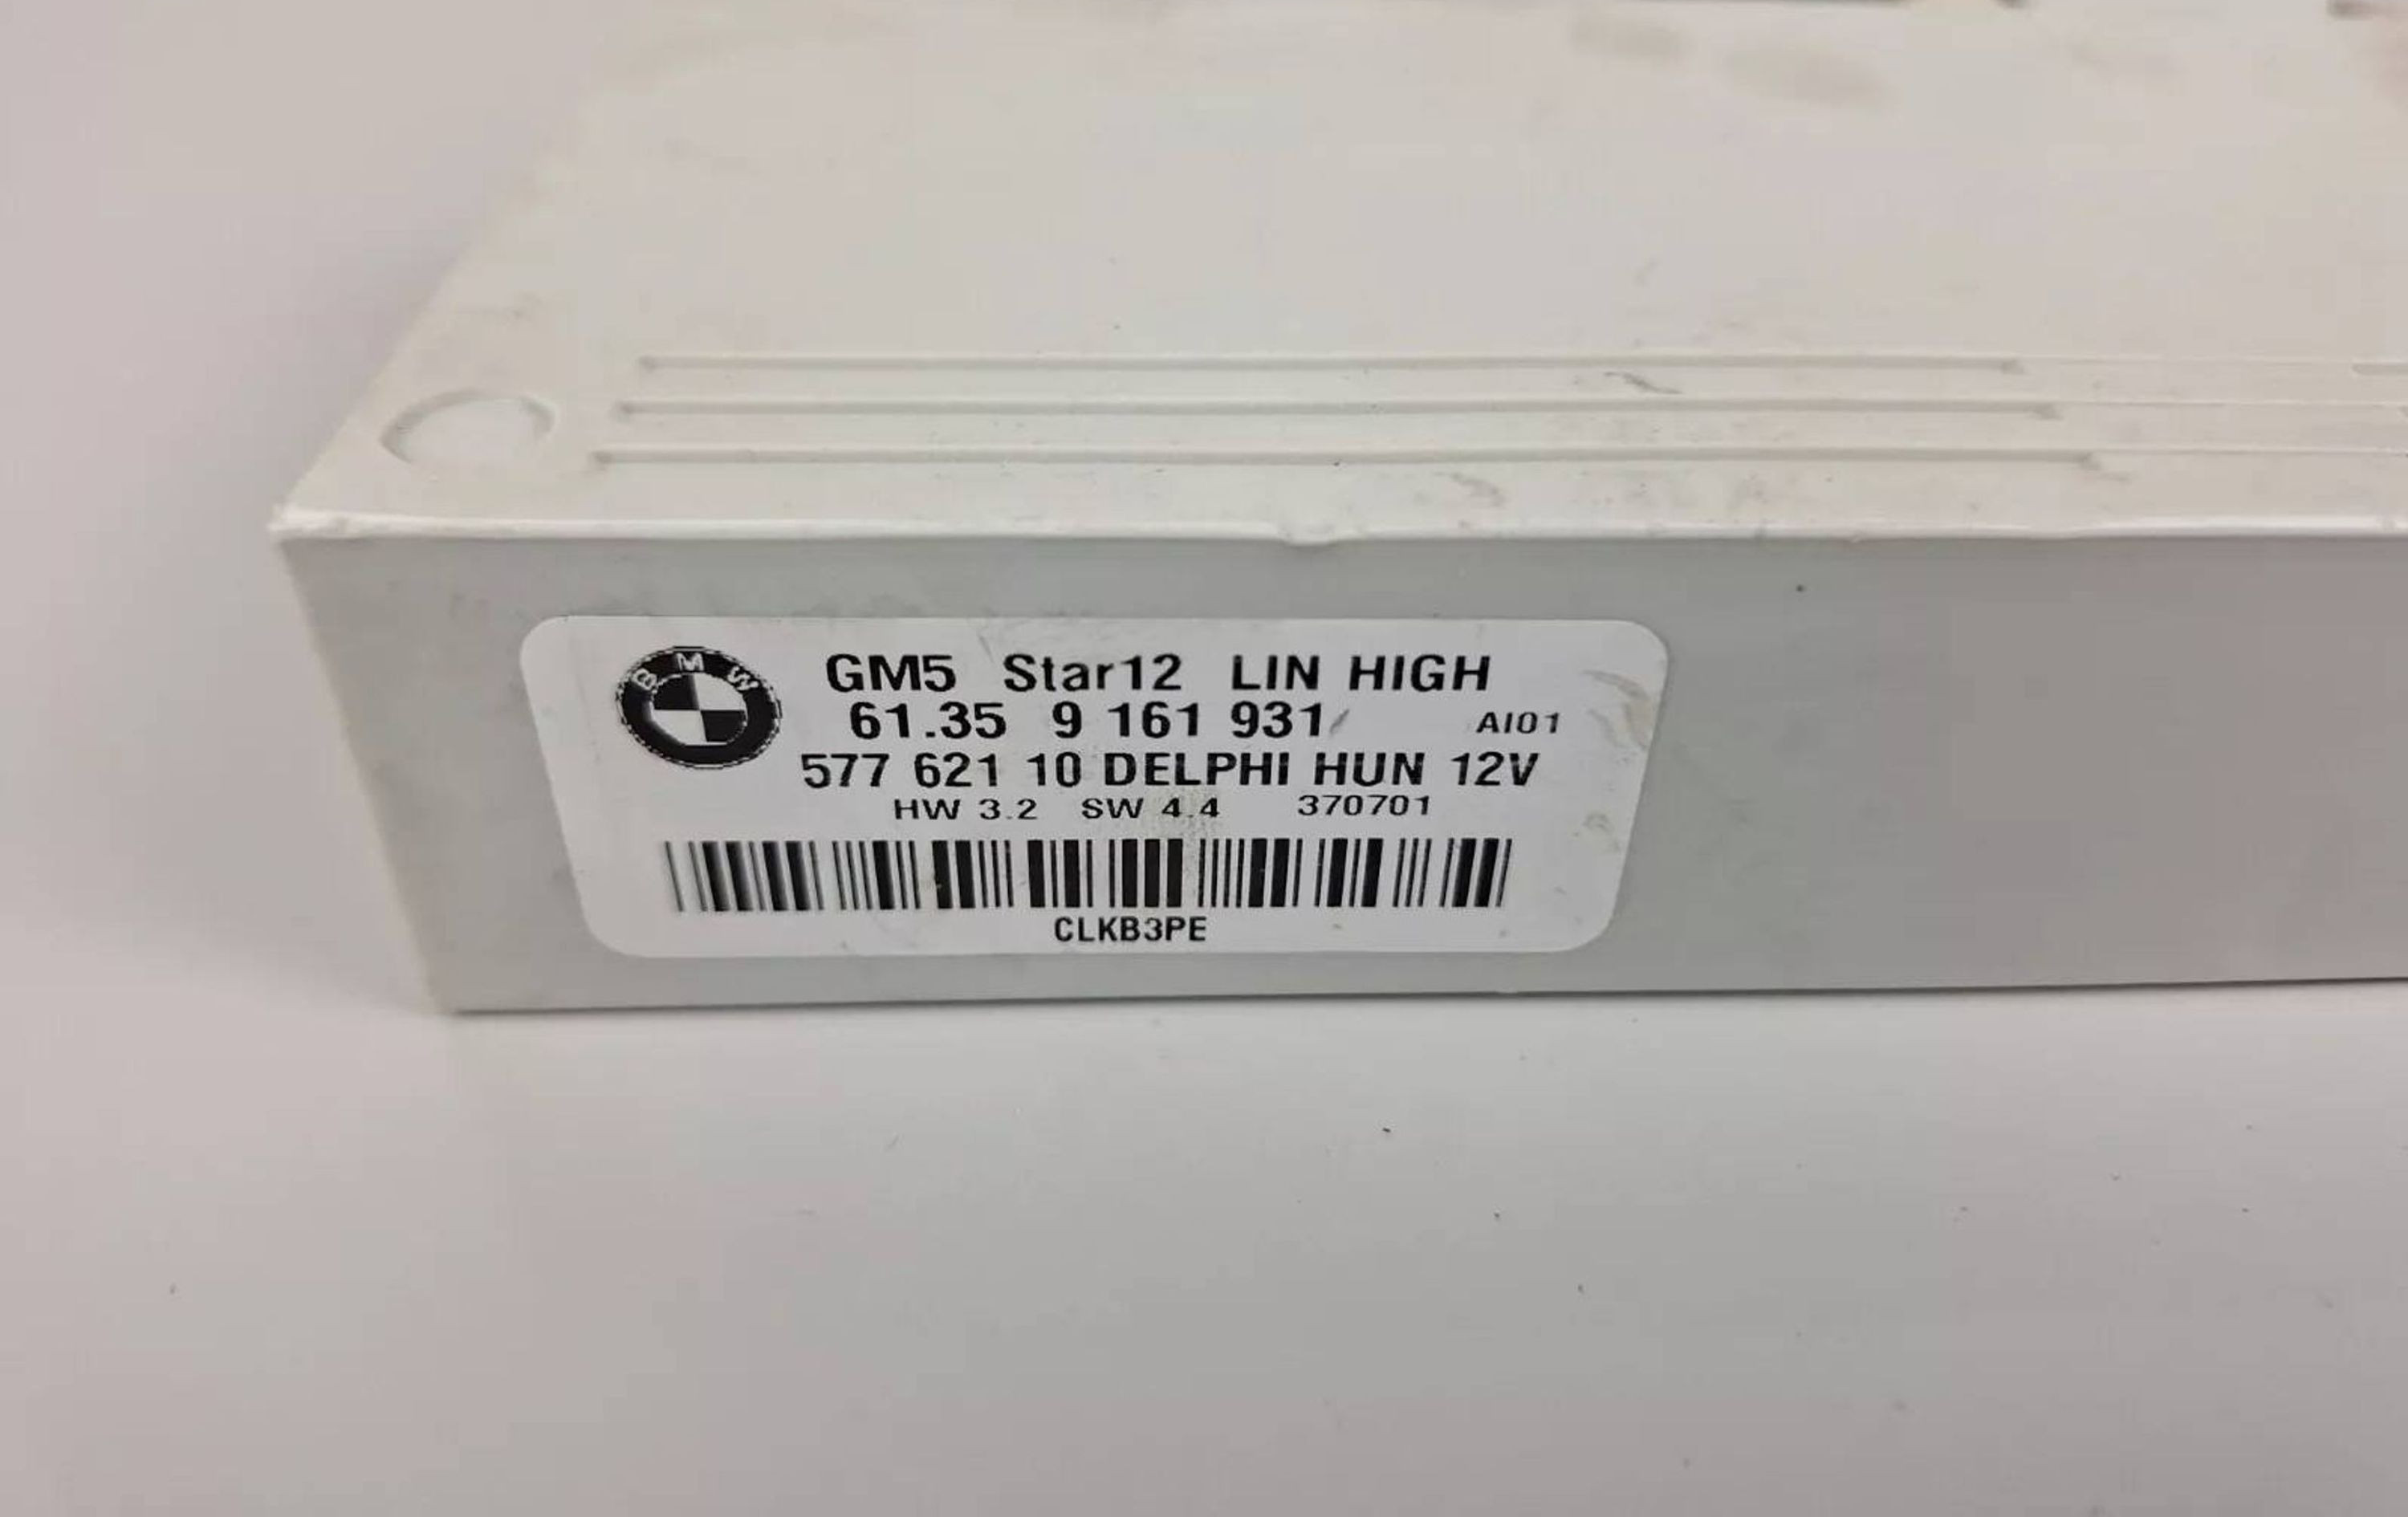 BMW
GM5 Star12 LIN HIGH
61.35 9 161 931 AI01
577 621 10 DELPHI HUN 12V
HW 3.2 SW 4.4 370701
CLKB3PE